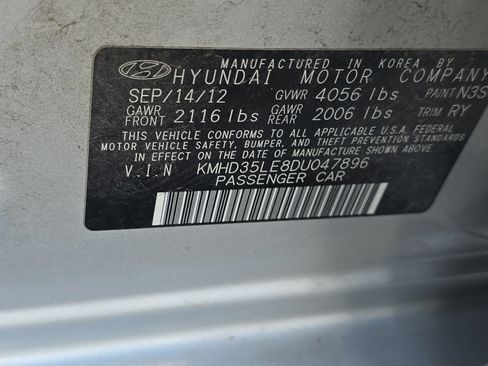 MANUFACTURED IN KOREA BY
HYUNDAI MOTOR COMPANY
SEP/14/12 GVWR 4056 lbs PAINT N3S
GAWR FRONT 2116 lbs GAWR REAR 2006 lbs TRIM RY
THIS VEHICLE CONFORMS TO ALL APPLICABLE U.S.A. FEDERAL
MOTOR VEHICLE SAFETY, BUMPER, AND THEFT PREVENTION STANDARDS
IN EFFECT ON THE DATE OF MANUFACTURE SHOWN ABOVE.
V.I.N KMHD35LE8DU047896
PASSENGER CAR